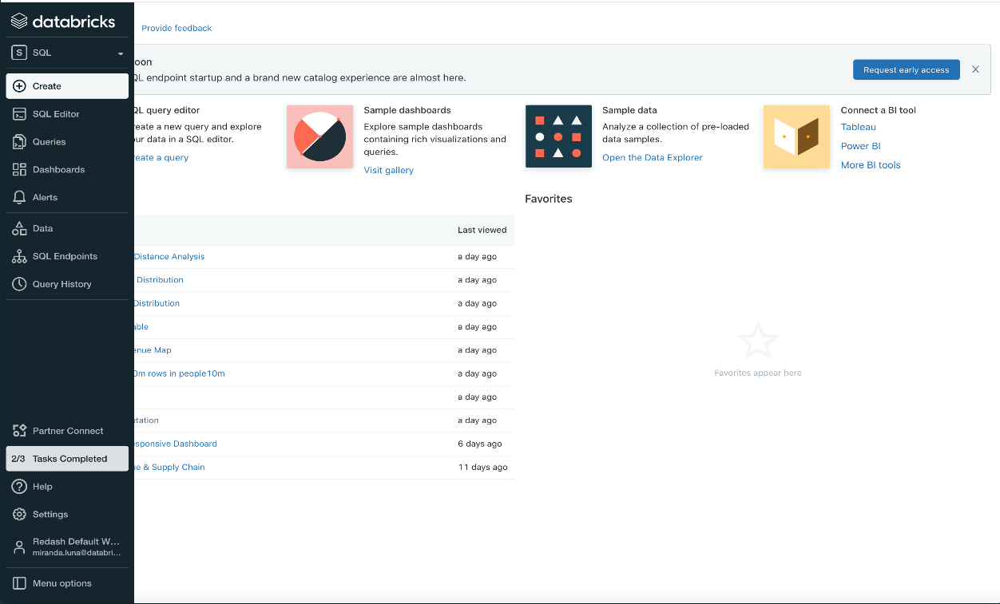 databricks
S SQL
Create
SQL Editor
Queries
Dashboards
Alerts
Data
SQL Endpoints
Query History
Partner Connect
2/3 Tasks Completed
Help
Settings
Redash Default W...
miranda.luna@databri...
Menu options
Provide feedback
oon
QL endpoint startup and a brand new catalog experience are almost here.
Request early access
QL query editor
reate a new query and explore
our data in a SQL editor.
reate a query
Sample dashboards
Explore sample dashboards
containing rich visualizations and
queries.
Visit gallery
Sample data
Analyze a collection of pre-loaded
data samples.
Open the Data Explorer
Connect a BI tool
Tableau
Power BI
More BI tools
Last viewed
Distance Analysis a day ago
Distribution a day ago
Distribution a day ago
able a day ago
enue Map a day ago
0m rows in people10m a day ago
a day ago
otation a day ago
esponsive Dashboard 6 days ago
ue & Supply Chain 11 days ago
Favorites
Favorites appear here